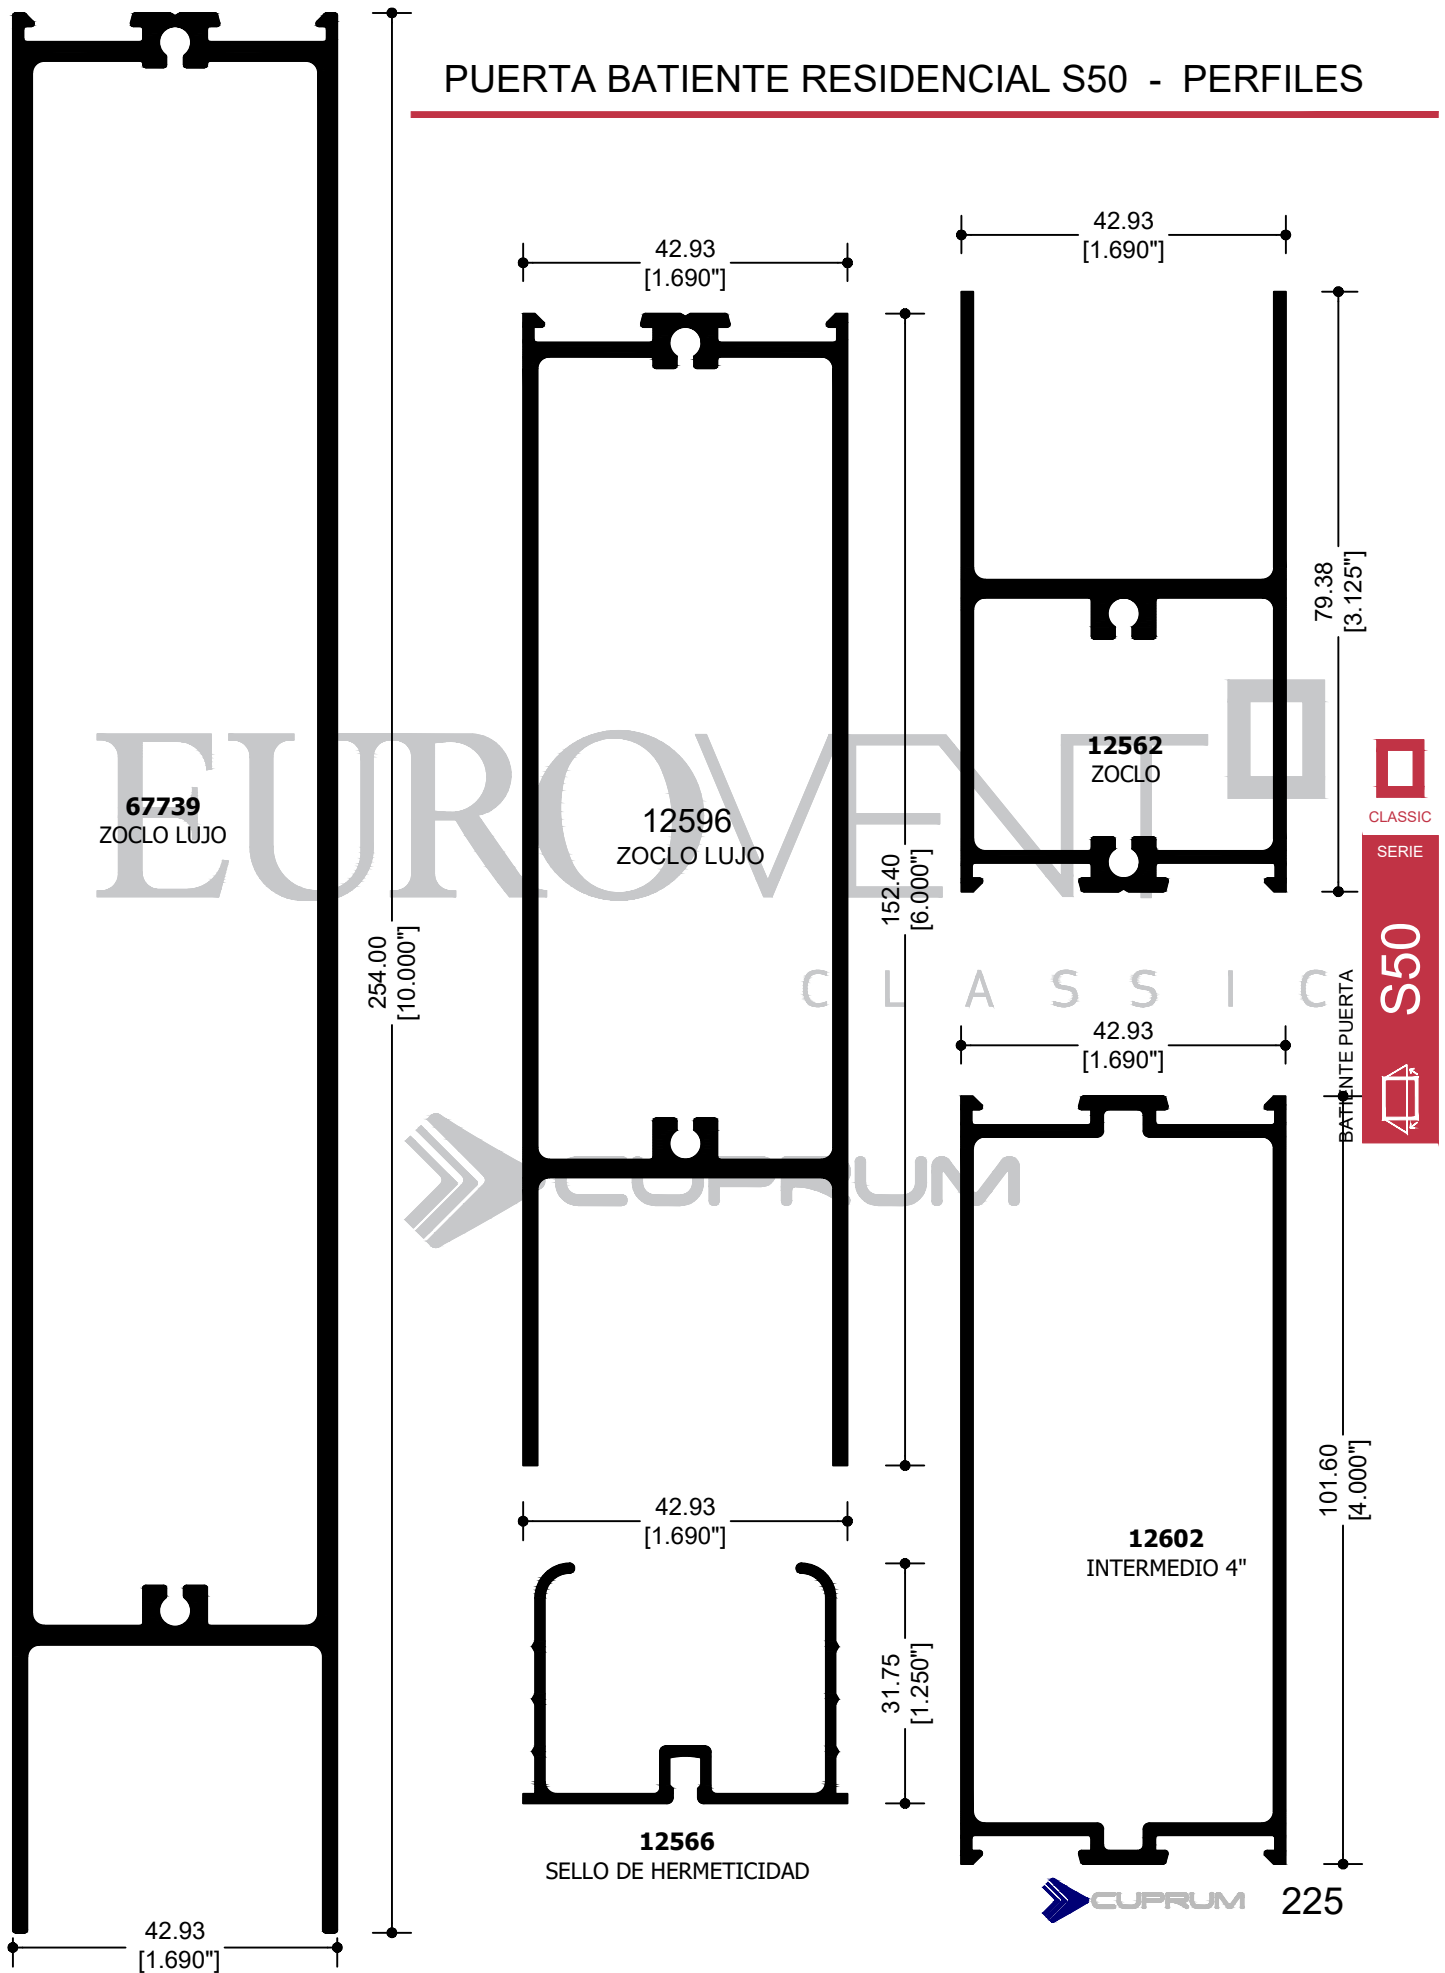 PUERTA BATIENTE RESIDENCIAL S50 - PERFILES
42.93
[1.690"]
42.93
[1.690"]
79.38
[3.125"]
67739
ZOCLO LUJO
254.00
[10.000"]
12596
ZOCLO LUJO
152.40
[6.000"]
12562
ZOCLO
EUROVENT
CLASSIC
CUPRUM
CLASSIC
SERIE
S50
BATIENTE PUERTA
42.93
[1.690"]
101.60
[4.000"]
12602
INTERMEDIO 4"
42.93
[1.690"]
31.75
[1.250"]
12566
SELLO DE HERMETICIDAD
42.93
[1.690"]
CUPRUM
225